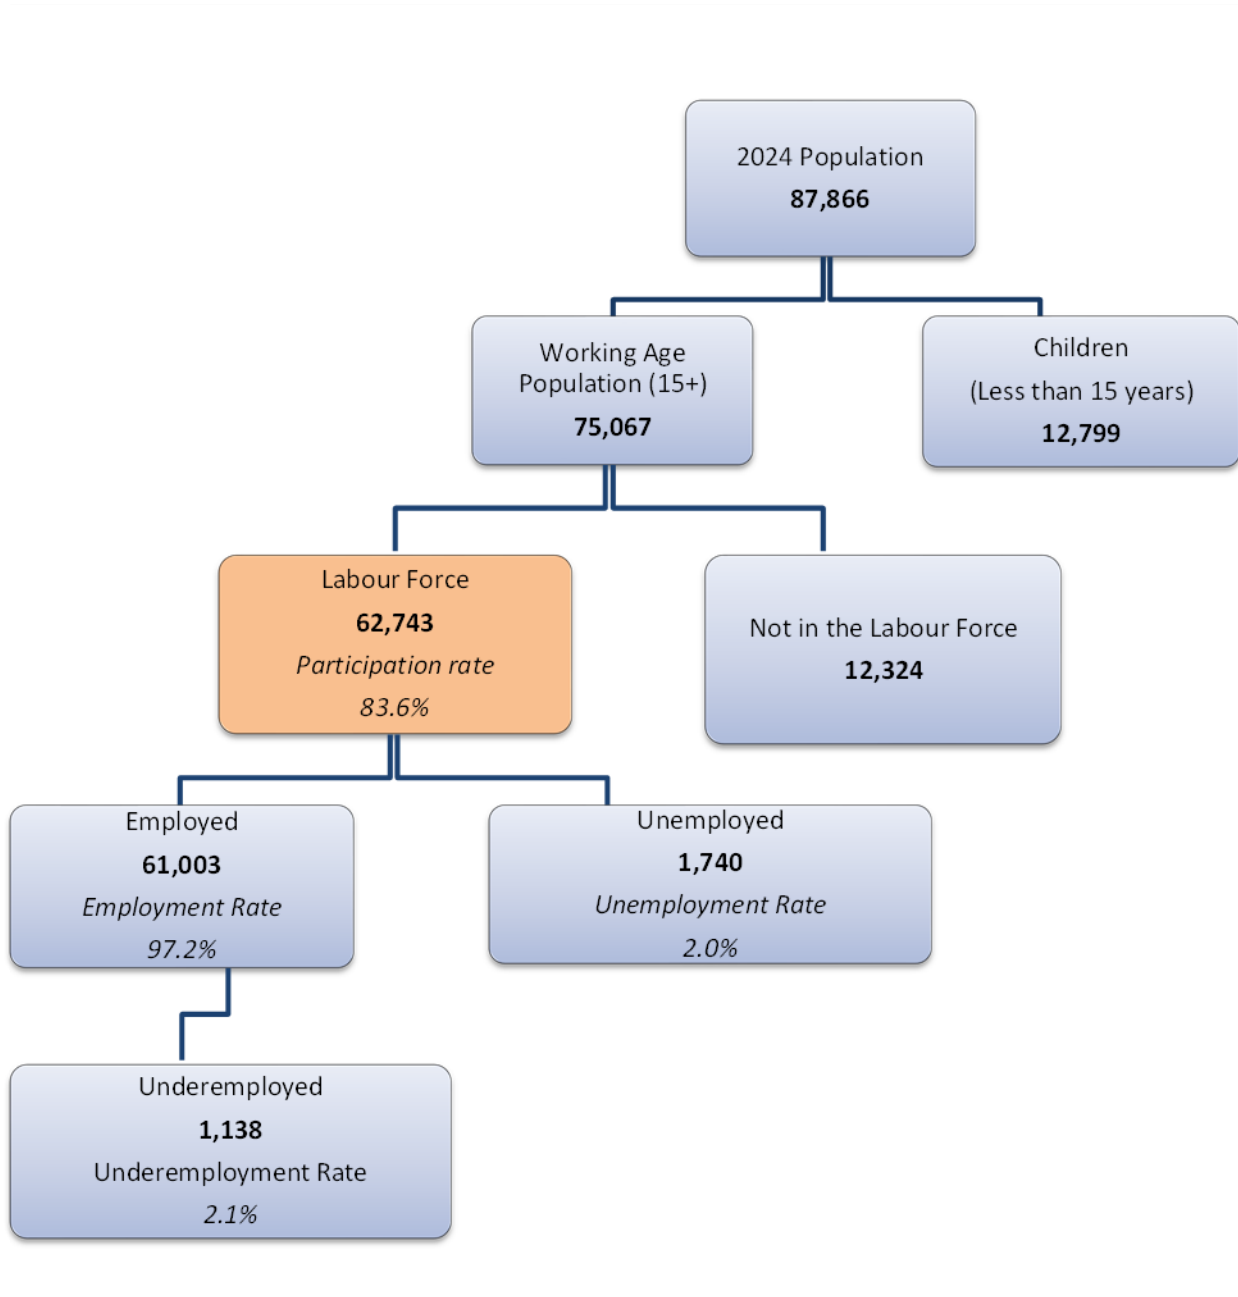 2024 Population
87,866
Working Age
Population (15+)
75,067
Children
(Less than 15 years)
12,799
Labour Force
62,743
Participation rate
83.6%
Not in the Labour Force
12,324
Employed
61,003
Employment Rate
97.2%
Unemployed
1,740
Unemployment Rate
2.0%
Underemployed
1,138
Underemployment Rate
2.1%